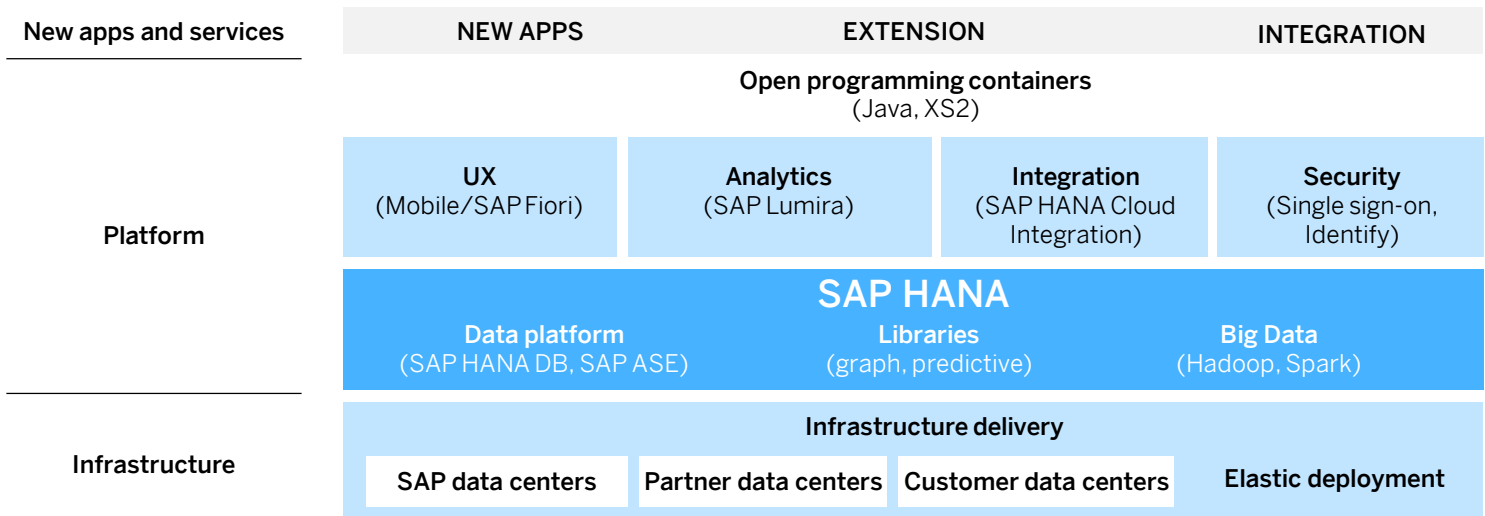 New apps and services
NEW APPS
EXTENSION
INTEGRATION
Open programming containers
(Java, XS2)
Platform
UX
(Mobile/SAP Fiori)
Analytics
(SAP Lumira)
Integration
(SAP HANA Cloud
Integration)
Security
(Single sign-on,
Identify)
SAP HANA
Data platform
(SAP HANA DB, SAP ASE)
Libraries
(graph, predictive)
Big Data
(Hadoop, Spark)
Infrastructure
Infrastructure delivery
SAP data centers
Partner data centers
Customer data centers
Elastic deployment